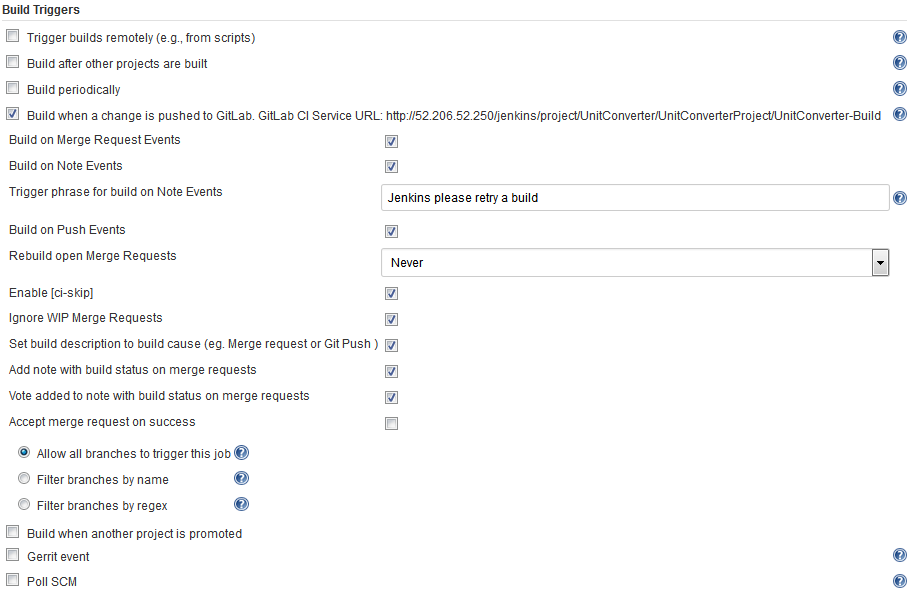 Build Triggers
Trigger builds remotely (e.g., from scripts)
Build after other projects are built
Build periodically
Build when a change is pushed to GitLab. GitLab CI Service URL: http://52.206.52.250/jenkins/project/UnitConverter/UnitConverterProject/UnitConverter-Build
Build on Merge Request Events
Build on Note Events
Trigger phrase for build on Note Events
Jenkins please retry a build
Build on Push Events
Rebuild open Merge Requests
Never
Enable [ci-skip]
Ignore WIP Merge Requests
Set build description to build cause (eg. Merge request or Git Push )
Add note with build status on merge requests
Vote added to note with build status on merge requests
Accept merge request on success
Allow all branches to trigger this job
Filter branches by name
Filter branches by regex
Build when another project is promoted
Gerrit event
Poll SCM